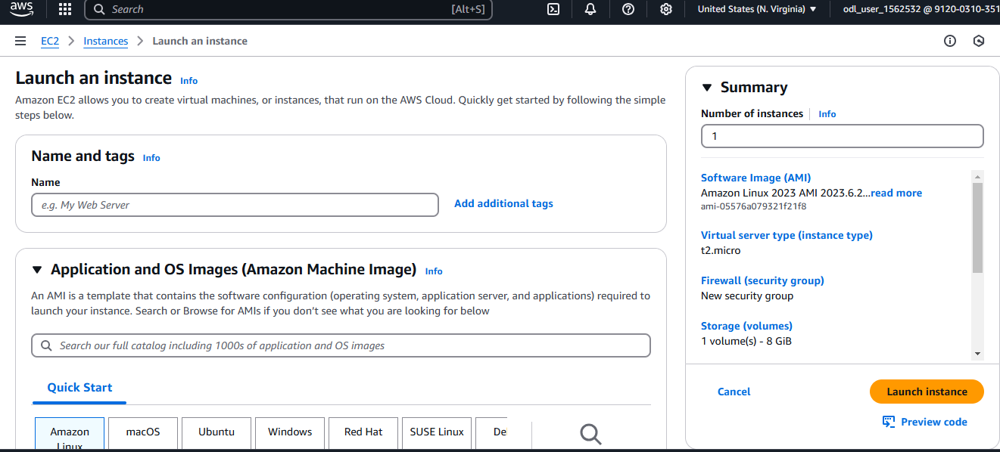 aws
Search [Alt+S]
United States (N. Virginia)
odl_user_1562532 @ 9120-0310-351
EC2
Instances
Launch an instance
Launch an instance Info
Amazon EC2 allows you to create virtual machines, or instances, that run on the AWS Cloud. Quickly get started by following the simple
steps below.
Name and tags Info
Name
e.g. My Web Server
Add additional tags
Application and OS Images (Amazon Machine Image) Info
An AMI is a template that contains the software configuration (operating system, application server, and applications) required to
launch your instance. Search or Browse for AMIs if you don't see what you are looking for below
Search our full catalog including 1000s of application and OS images
Quick Start
Amazon
Linux
macOS
Ubuntu
Windows
Red Hat
SUSE Linux
De
Summary
Number of instances Info
1
Software Image (AMI)
Amazon Linux 2023 AMI 2023.6.2...read more
ami-05576a079321f21f8
Virtual server type (instance type)
t2.micro
Firewall (security group)
New security group
Storage (volumes)
1 volume(s) - 8 GiB
Cancel
Launch instance
Preview code